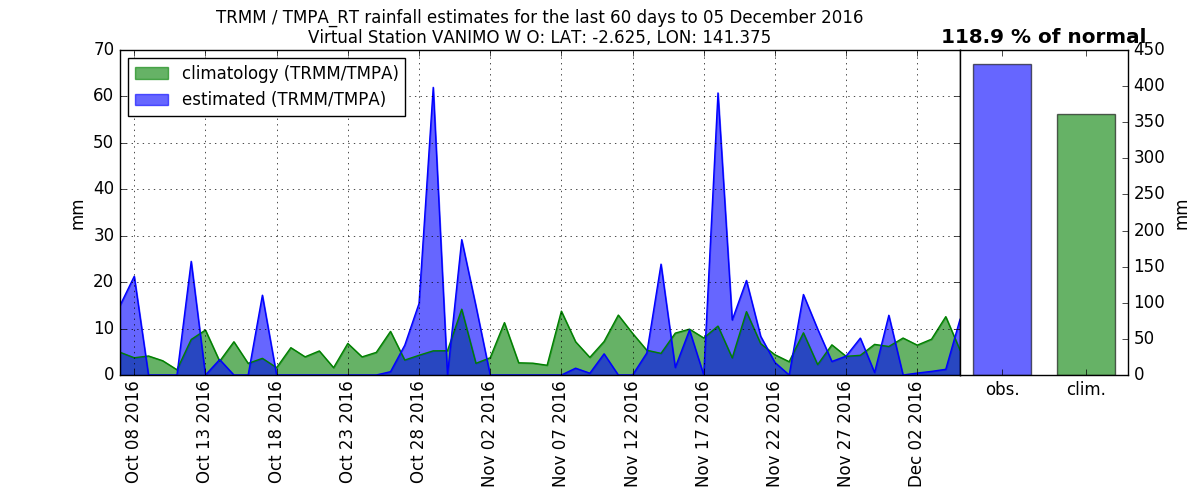 TRMM / TMPA_RT rainfall estimates for the last 60 days to 05 December 2016
Virtual Station VANIMO W O: LAT: -2.625, LON: 141.375
118.9 % of normal
climatology (TRMM/TMPA)
estimated (TRMM/TMPA)
mm
70
60
50
40
30
20
10
0
Oct 08 2016
Oct 13 2016
Oct 18 2016
Oct 23 2016
Oct 28 2016
Nov 02 2016
Nov 07 2016
Nov 12 2016
Nov 17 2016
Nov 22 2016
Nov 27 2016
Dec 02 2016
obs.
clim.
450
400
350
300
250
200
150
100
50
0
mm